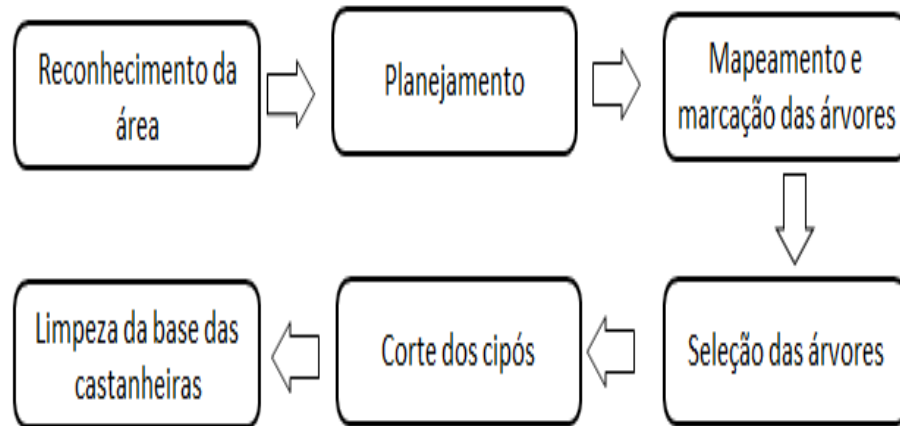 Reconhecimento da
área
Planejamento
Mapeamento e
marcação das árvores
Seleção das árvores
Corte dos cipós
Limpeza da base das
castanheiras